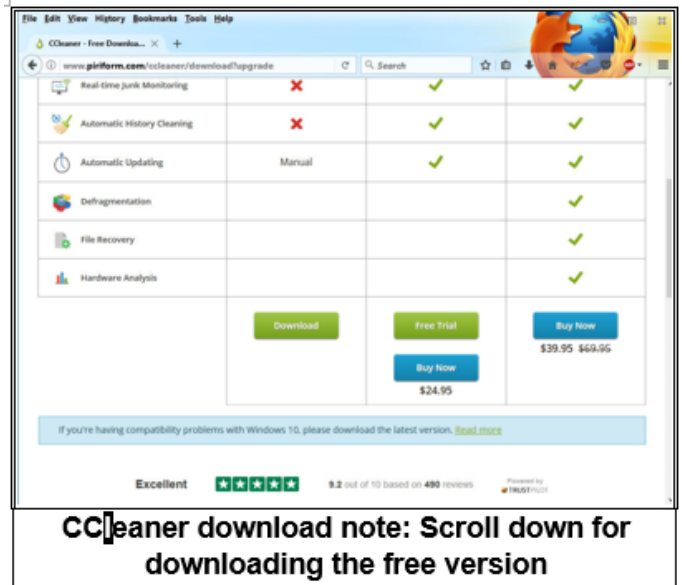 File Edit View History Bookmarks Tools Help
CCleaner - Free Downloa... × +
www.piriform.com/ccleaner/download?upgrade Search
Real-time Junk Monitoring
Automatic History Cleaning
Automatic Updating Manual
Defragmentation
File Recovery
Hardware Analysis
Download Free Trial Buy Now
$39.95 $69.95
Buy Now
$24.95
If you're having compatibility problems with Windows 10, please download the latest version. Read more
Excellent 9.2 out of 10 based on 490 reviews Powered by
TRUSTPILOT
CCleaner download note: Scroll down for
downloading the free version